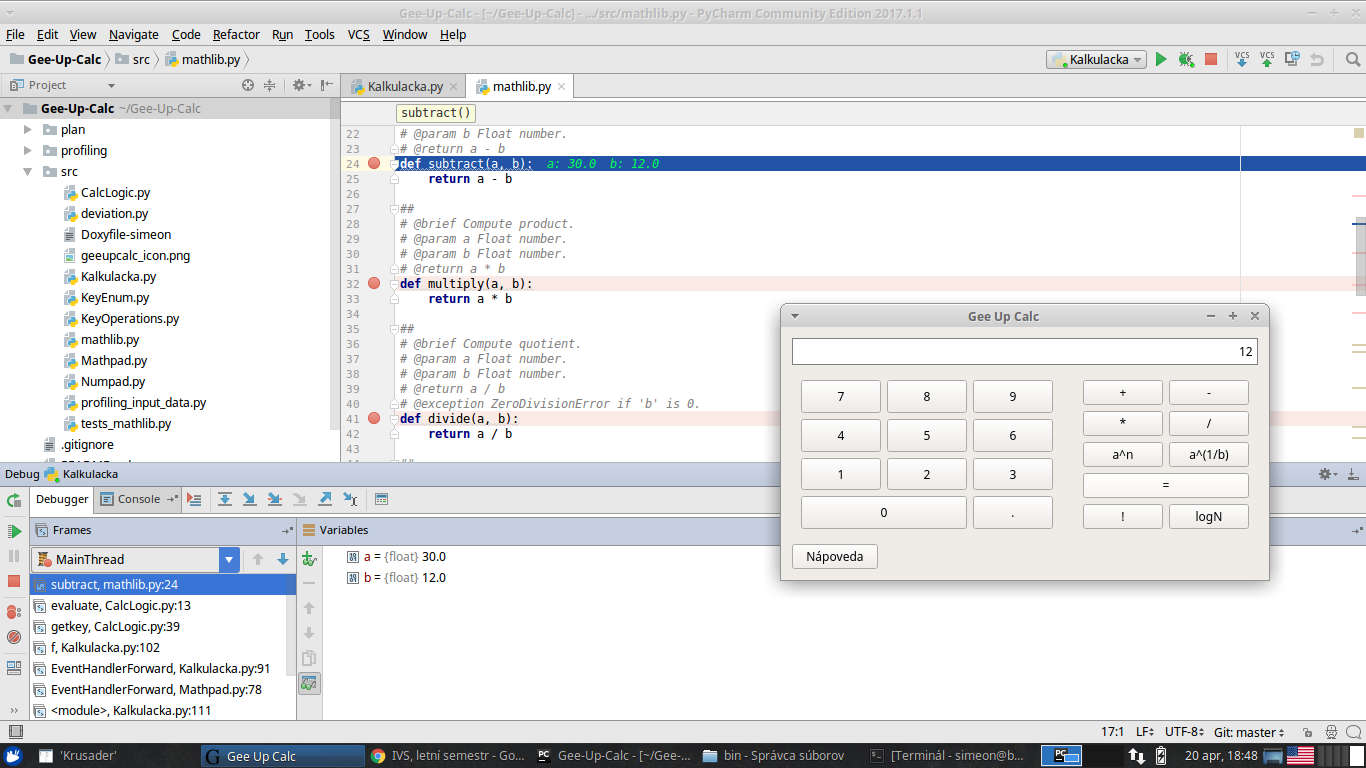 Gee-Up-Calc - [~/Gee-Up-Calc] - .../src/mathlib.py - PyCharm Community Edition 2017.1.1
File Edit View Navigate Code Refactor Run Tools VCS Window Help
Gee-Up-Calc src mathlib.py Kalkulacka VCS VCS
Project Kalkulacka.py mathlib.py
Gee-Up-Calc ~/Gee-Up-Calc
plan
profiling
src
CalcLogic.py
deviation.py
Doxyfile-simeon
geeupcalc_icon.png
Kalkulacka.py
KeyEnum.py
KeyOperations.py
mathlib.py
Mathpad.py
Numpad.py
profiling_input_data.py
tests_mathlib.py
.gitignore
subtract()
22 # @param b Float number.
23 # @return a - b
24 def subtract(a, b): a: 30.0 b: 12.0
25 return a - b
26
27 ##
28 # @brief Compute product.
29 # @param a Float number.
30 # @param b Float number.
31 # @return a * b
32 def multiply(a, b):
33 return a * b
34
35 ##
36 # @brief Compute quotient.
37 # @param a Float number.
38 # @param b Float number.
39 # @return a / b
40 # @exception ZeroDivisionError if 'b' is 0.
41 def divide(a, b):
42 return a / b
43
Gee Up Calc
12
7 8 9 + -
4 5 6 * /
1 2 3 a^n a^(1/b)
=
0 . ! logN
Nápoveda
Debug Kalkulacka
Debugger Console
Frames Variables
MainThread
subtract, mathlib.py:24
evaluate, CalcLogic.py:13
getkey, CalcLogic.py:39
f, Kalkulacka.py:102
EventHandlerForward, Kalkulacka.py:91
EventHandlerForward, Mathpad.py:78
<module>, Kalkulacka.py:111
a = {float} 30.0
b = {float} 12.0
17:1 LF UTF-8 Git: master
'Krusader' Gee Up Calc IVS, letní semestr - Go... Gee-Up-Calc - [~/Gee-... bin - Správca súborov [Terminál - simeon@b... 20 apr, 18:48